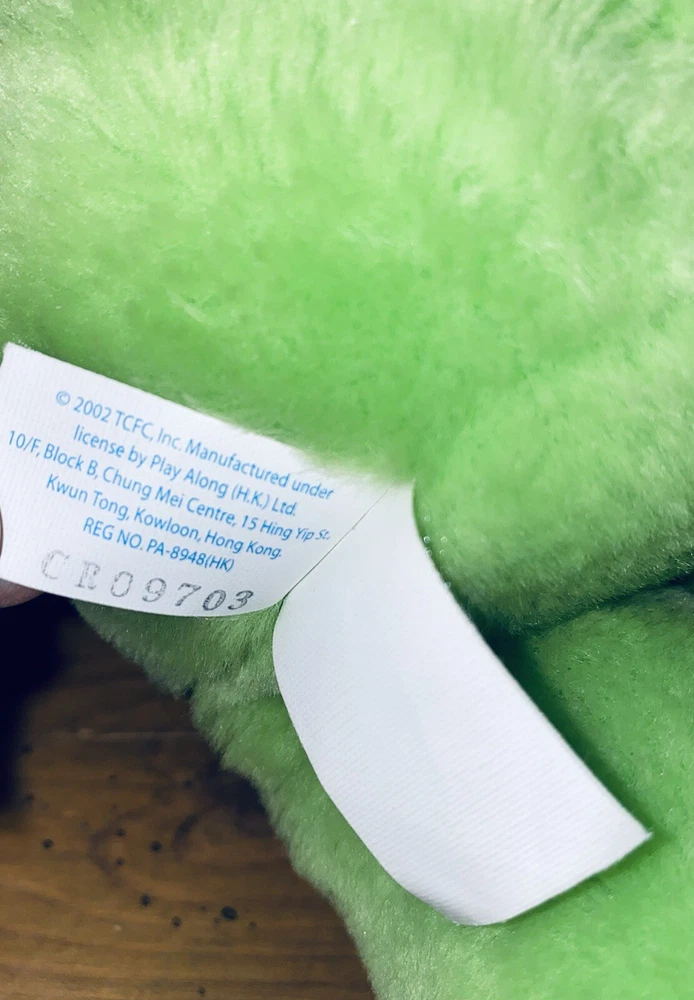 © 2002 TCFC, Inc. Manufactured under
license by Play Along (H.K.) Ltd.
10/F, Block B, Chung Mei Centre, 15 Hing Yip St.
Kwun Tong, Kowloon, Hong Kong.
REG NO. PA-8948(HK)
CR09703